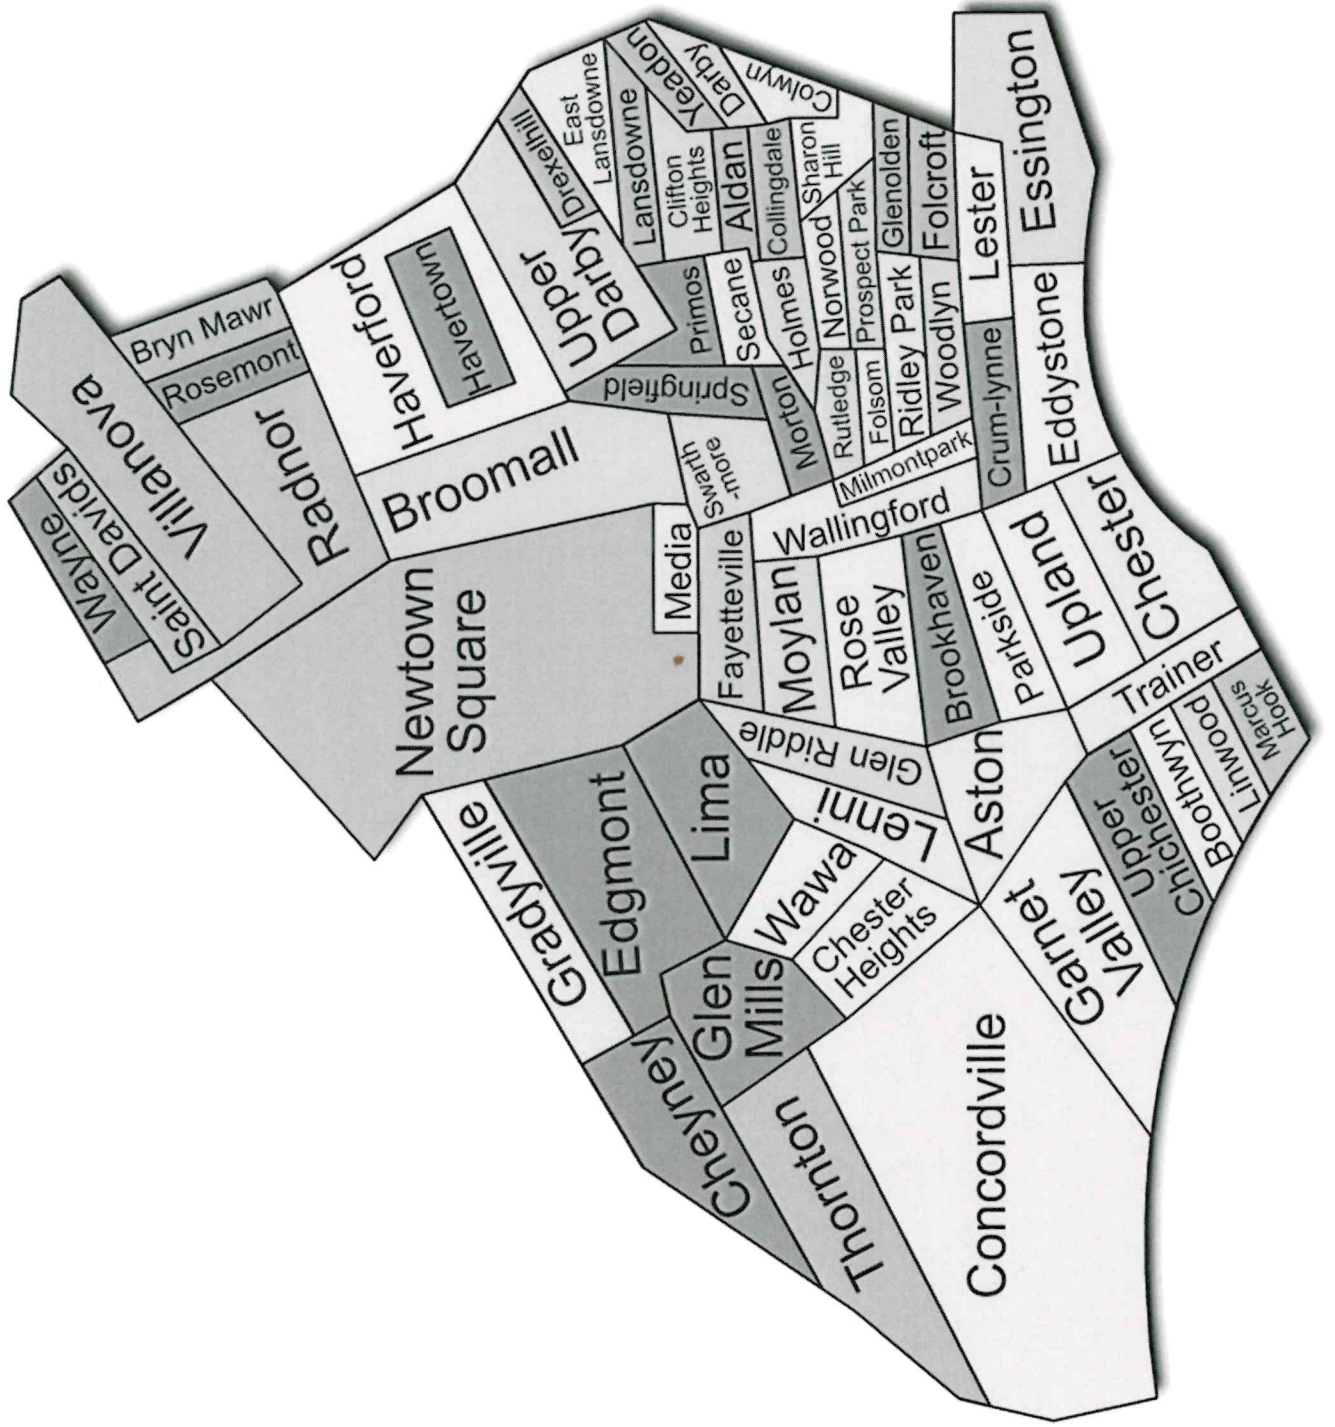 Essington
Colwyn
Darby
Yeadon
East
Lansdowne
Lansdowne
Drexelhill
Clifton
Heights
Aldan
Collingdale
Sharon
Hill
Glenolden
Folcroft
Lester
Upper
Darby
Haverford
Havertown
Bryn Mawr
Rosemont
Radnor
Villanova
Saint Davids
Wayne
Broomall
Springfield
Primos
Secane
Holmes
Norwood
Prospect Park
Ridley Park
Woodlyn
Rutledge
Folsom
Morton
Swarth
-more
Milmontpark
Crum-lynne
Eddystone
Wallingford
Media
Newtown
Square
Fayetteville
Moylan
Rose
Valley
Brookhaven
Parkside
Upland
Chester
Trainer
Marcus
Hook
Linwood
Boothwyn
Upper
Chichester
Glen Riddle
Lenni
Aston
Lima
Edgmont
Gradyville
Wawa
Chester
Heights
Garnet
Valley
Glen
Mills
Cheyney
Thornton
Concordville